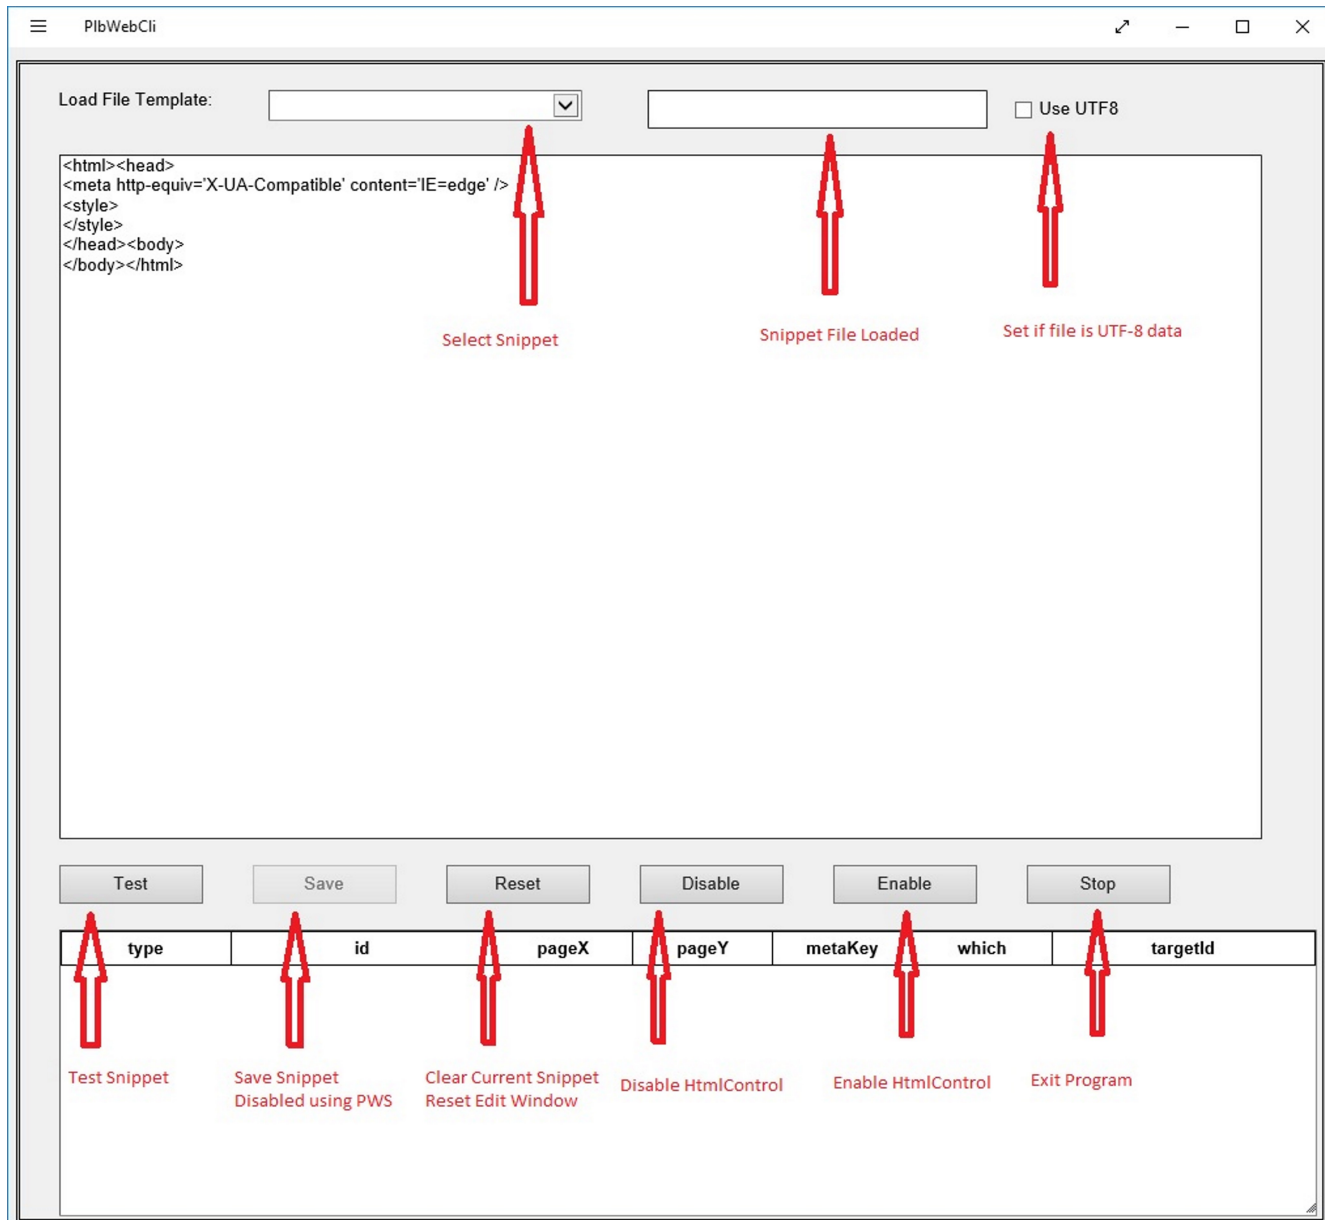 PlbWebCli
Load File Template:
Use UTF8
<html><head>
<meta http-equiv='X-UA-Compatible' content='IE=edge' />
<style>
</style>
</head><body>
</body></html>
Select Snippet
Snippet File Loaded
Set if file is UTF-8 data
Test
Save
Reset
Disable
Enable
Stop
type
id
pageX
pageY
metaKey
which
targetId
Test Snippet
Save Snippet
Disabled using PWS
Clear Current Snippet
Reset Edit Window
Disable HtmlControl
Enable HtmlControl
Exit Program